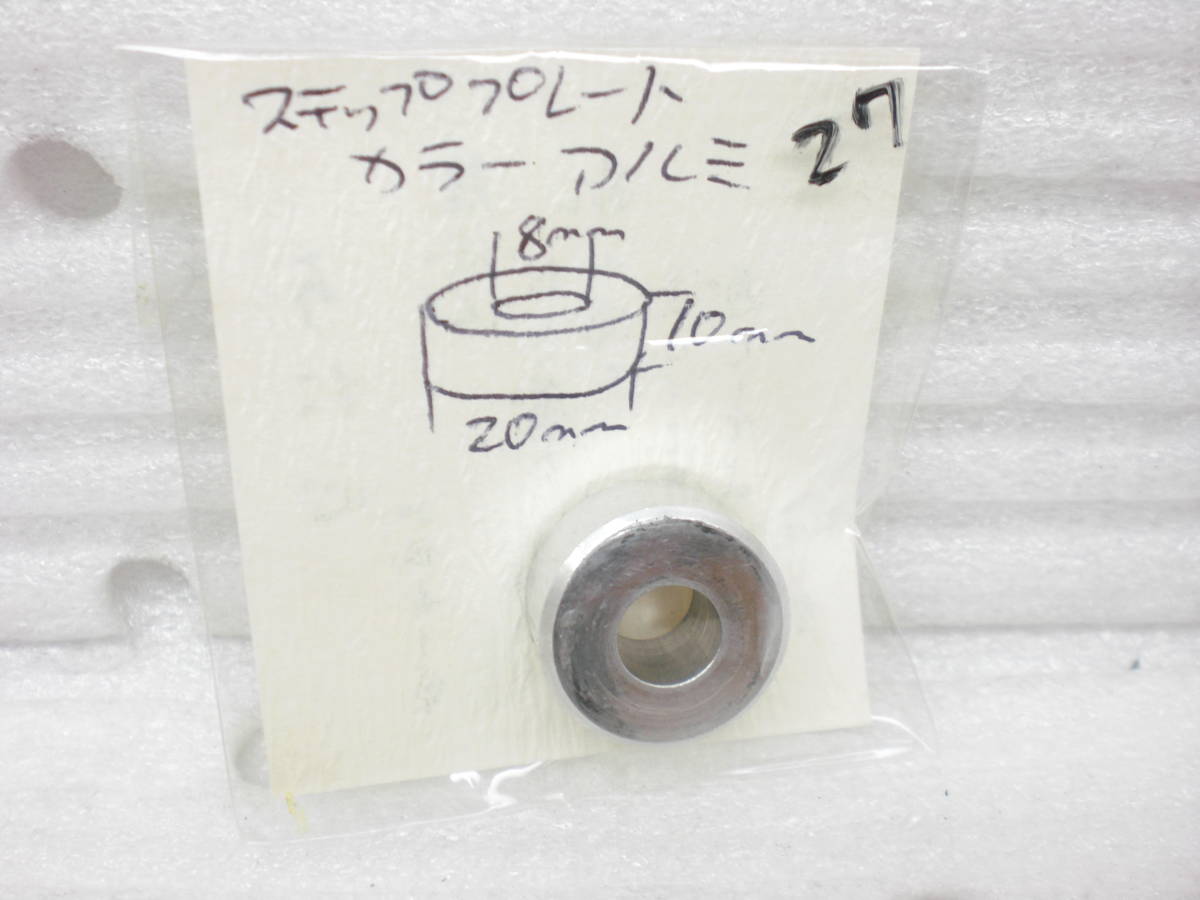 ステッププレート
カラー アルミ 27
8mm
10mm
20mm